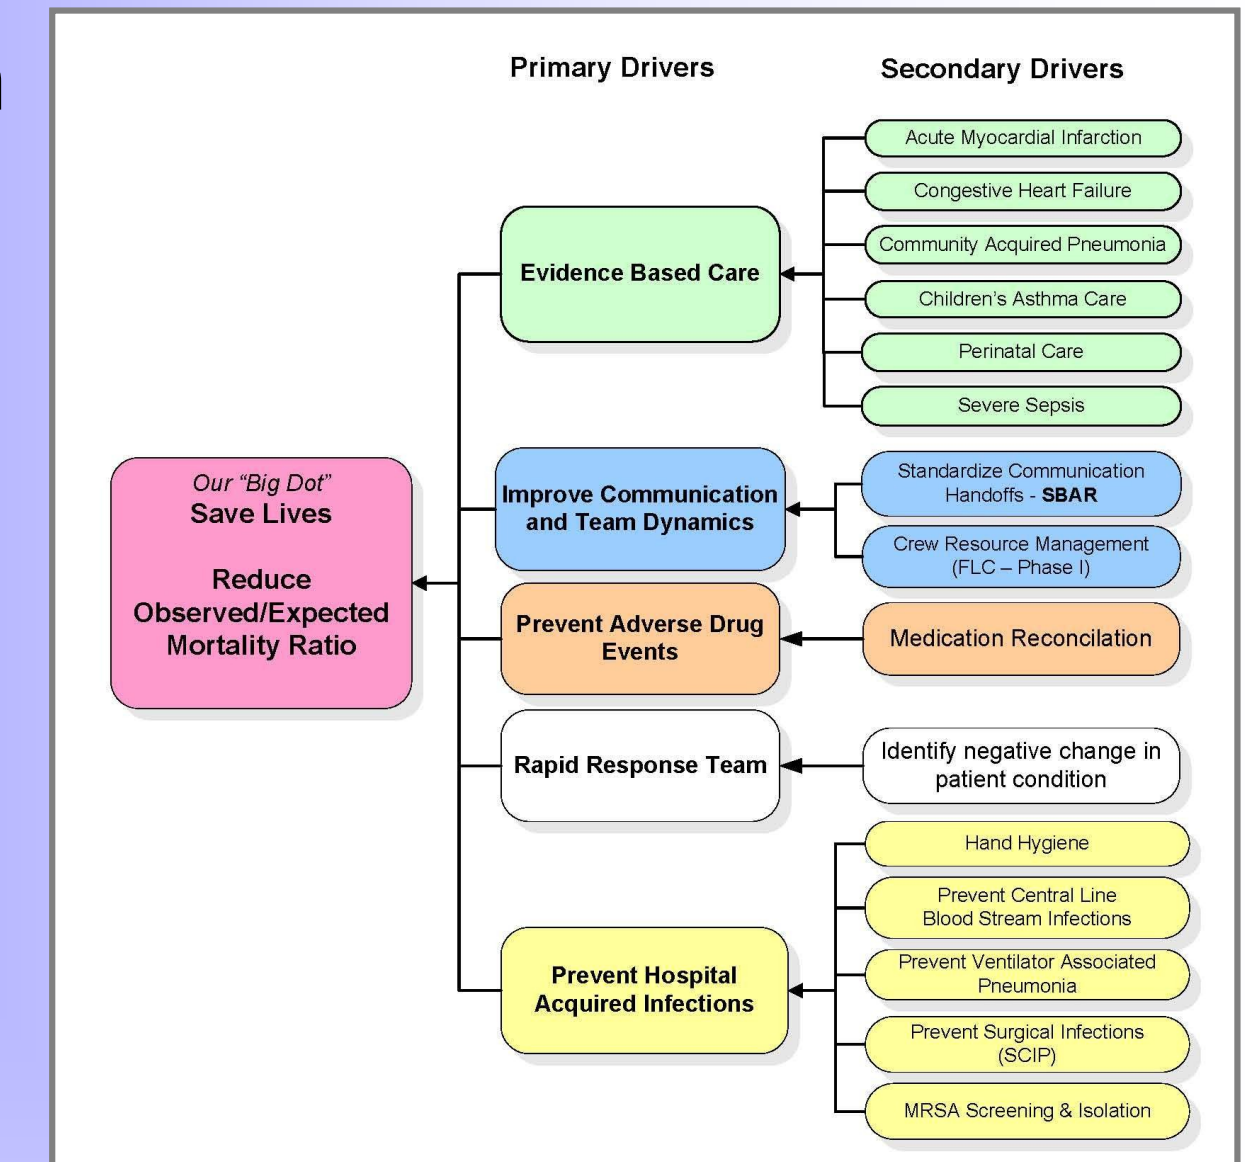 Primary Drivers
Secondary Drivers
Acute Myocardial Infarction
Congestive Heart Failure
Community Acquired Pneumonia
Children's Asthma Care
Perinatal Care
Severe Sepsis
Evidence Based Care
Our "Big Dot"
Save Lives
Reduce
Observed/Expected
Mortality Ratio
Improve Communication
and Team Dynamics
Standardize Communication
Handoffs - SBAR
Crew Resource Management
(FLC – Phase I)
Prevent Adverse Drug
Events
Medication Reconcilation
Rapid Response Team
Identify negative change in
patient condition
Prevent Hospital
Acquired Infections
Hand Hygiene
Prevent Central Line
Blood Stream Infections
Prevent Ventilator Associated
Pneumonia
Prevent Surgical Infections
(SCIP)
MRSA Screening & Isolation